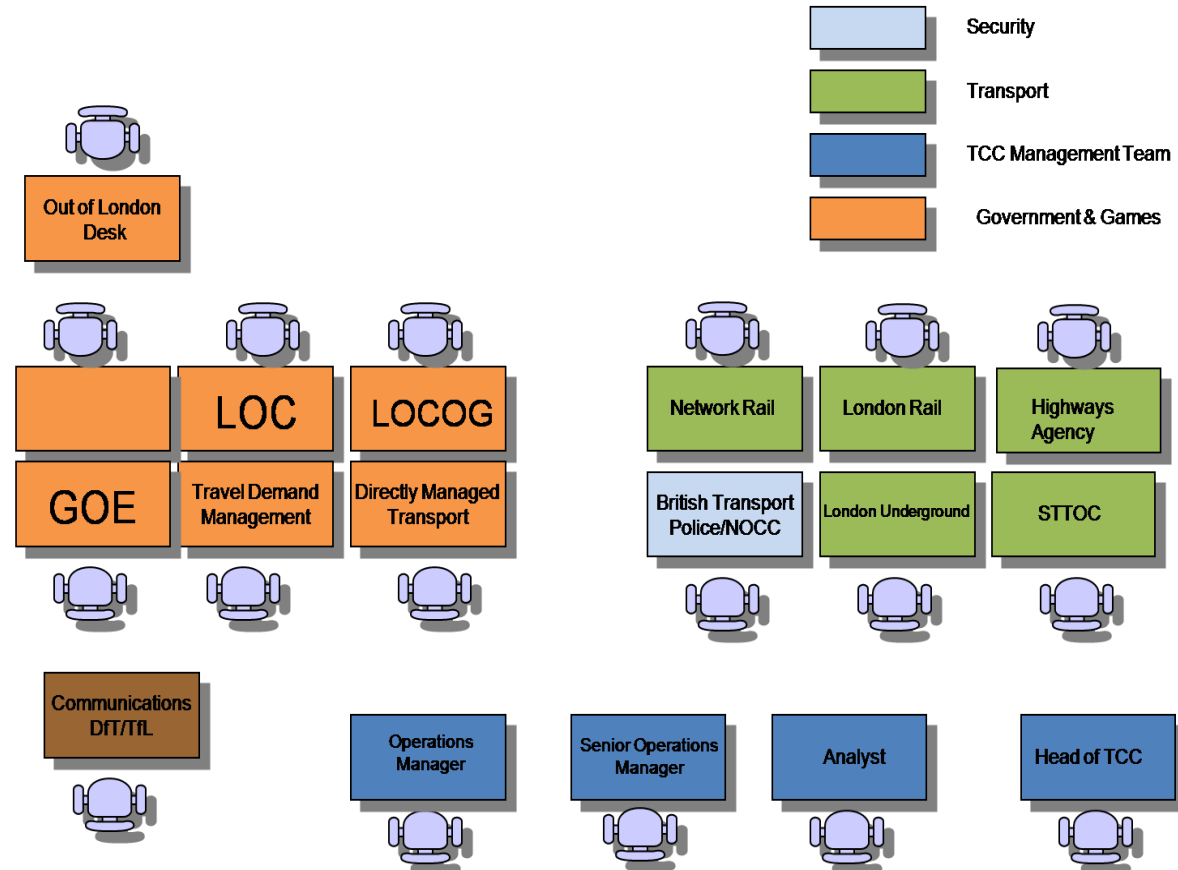 Security
Transport
TCC Management Team
Government & Games
Out of London
Desk
LOC
LOCOG
GOE
Travel Demand
Management
Directly Managed
Transport
Network Rail
London Rail
Highways
Agency
British Transport
Police/NOCC
London Underground
STTOC
Communications
DfT/TfL
Operations
Manager
Senior Operations
Manager
Analyst
Head of TCC